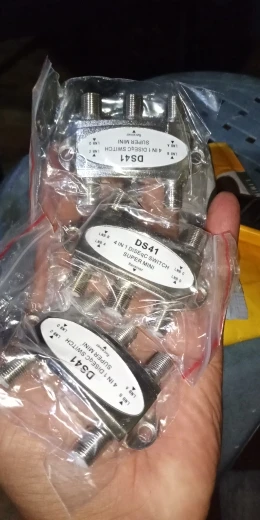 DS41
4 IN 1 DiSEqC SWITCH
SUPER MINI
DS41
4 IN 1 DiSEqC SWITCH
SUPER MINI
Receiver
DS41
4 IN 1 DiSEqC SWITCH
SUPER MINI